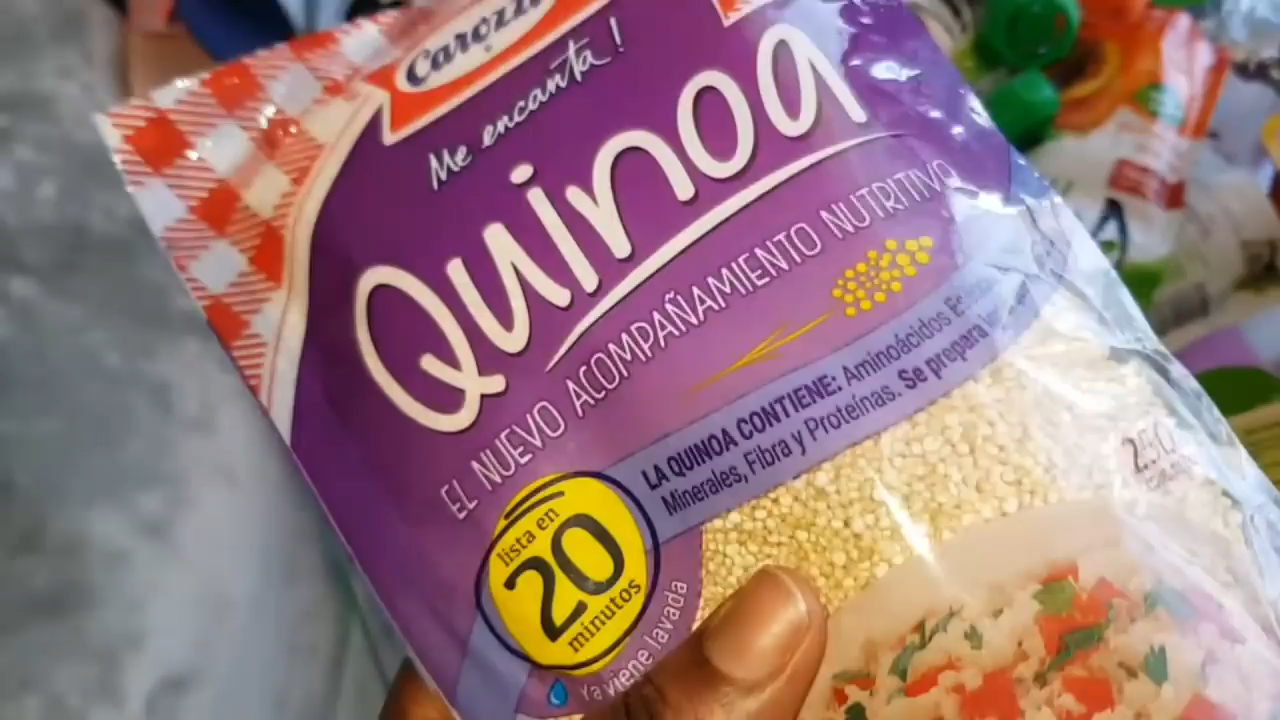 Carozzi
Me encanta!
Quinoa
EL NUEVO ACOMPAÑAMIENTO NUTRITIVO
LA QUINOA CONTIENE: Aminoácidos
Minerales, Fibra y Proteínas. Se prepara
lista en
20
minutos
Ya viene lavada
250